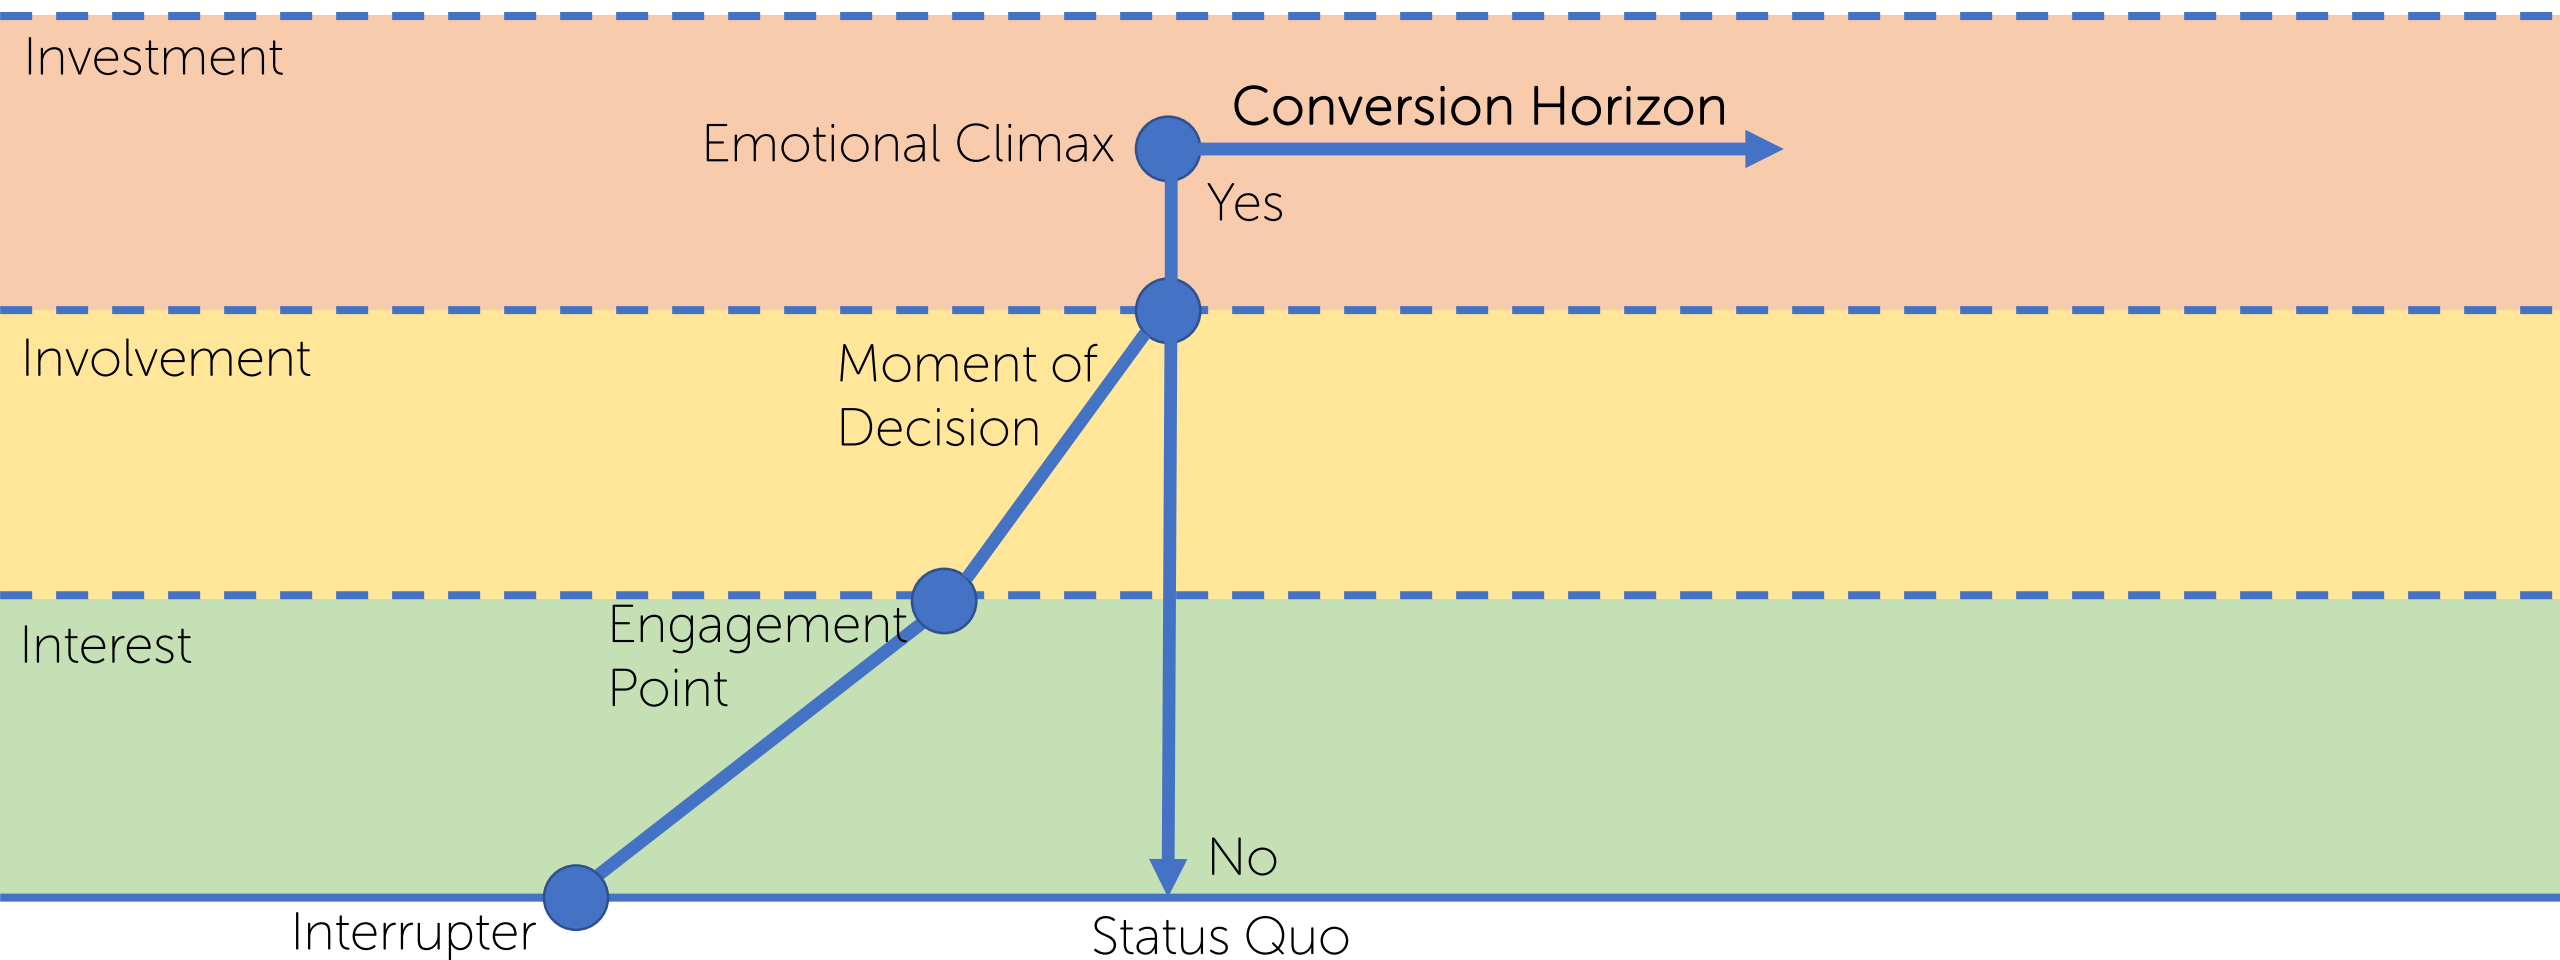 Investment
Conversion Horizon
Emotional Climax
Yes
Involvement
Moment of
Decision
Engagement
Point
Interest
No
Interrupter
Status Quo